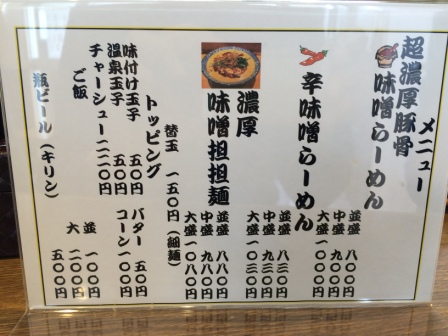 メニュー
超濃厚豚骨
味噌らーめん
並盛 八〇〇円
中盛 九〇〇円
大盛 一〇〇〇円
辛味噌らーめん
並盛 八三〇円
中盛 九三〇円
大盛 一〇三〇円
濃厚
味噌担担麺
並盛 八八〇円
中盛 九八〇円
大盛 一〇八〇円
替玉 一五〇円（細麺）
トッピング
味付け玉子 五〇円
温泉玉子 五〇円
チャーシュー 二二〇円
バター 五〇円
コーン 一〇〇円
ご飯
並 一〇〇円
大 二〇〇円
瓶ビール（キリン） 五〇〇円